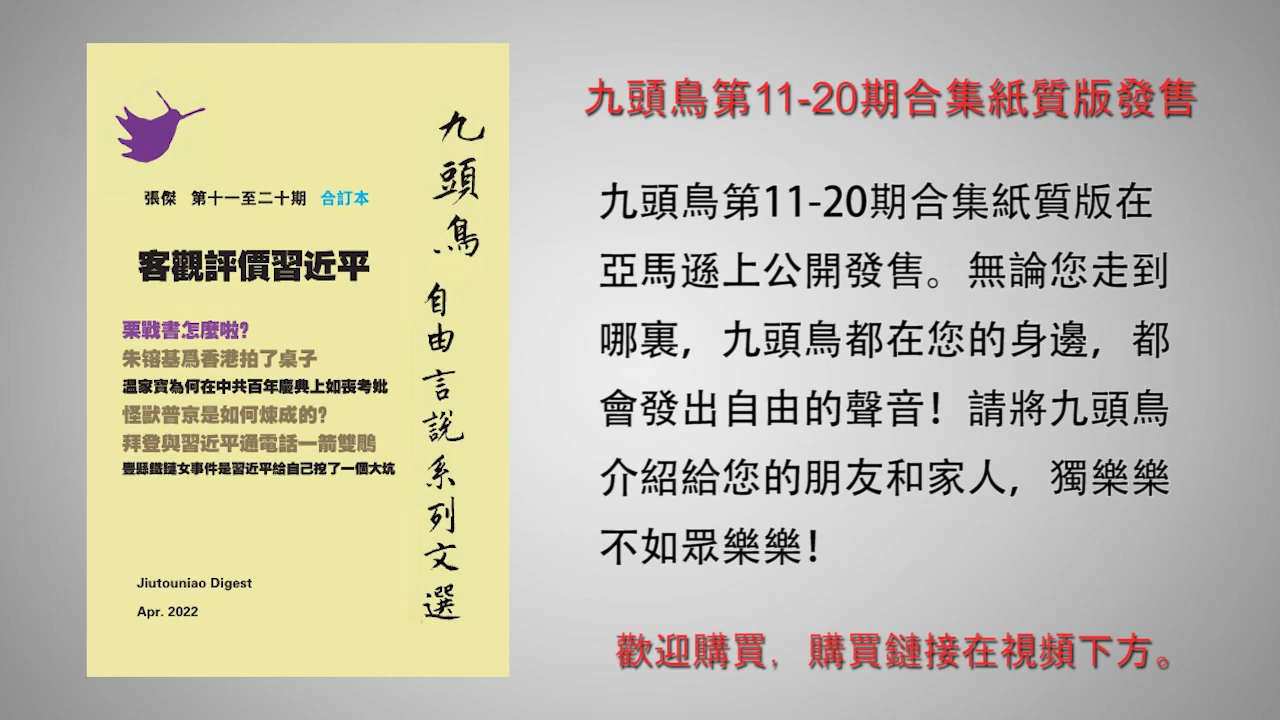 九頭鳥 自由言說系列文選
張傑 第十一至二十期 合訂本
客觀評價習近平
栗戰書怎麼啦?
朱镕基爲香港拍了桌子
溫家寶為何在中共百年慶典上如喪考妣
怪獸普京是如何煉成的?
拜登與習近平通電話一箭雙鵰
豐縣鐵鏈女事件是習近平給自己挖了一個大坑
Jiutouniao Digest
Apr. 2022
九頭鳥第11-20期合集紙質版發售
九頭鳥第11-20期合集紙質版在
亞馬遜上公開發售。無論您走到
哪裏，九頭鳥都在您的身邊，都
會發出自由的聲音！請將九頭鳥
介紹給您的朋友和家人，獨樂樂
不如眾樂樂！
歡迎購買，購買鏈接在視頻下方。